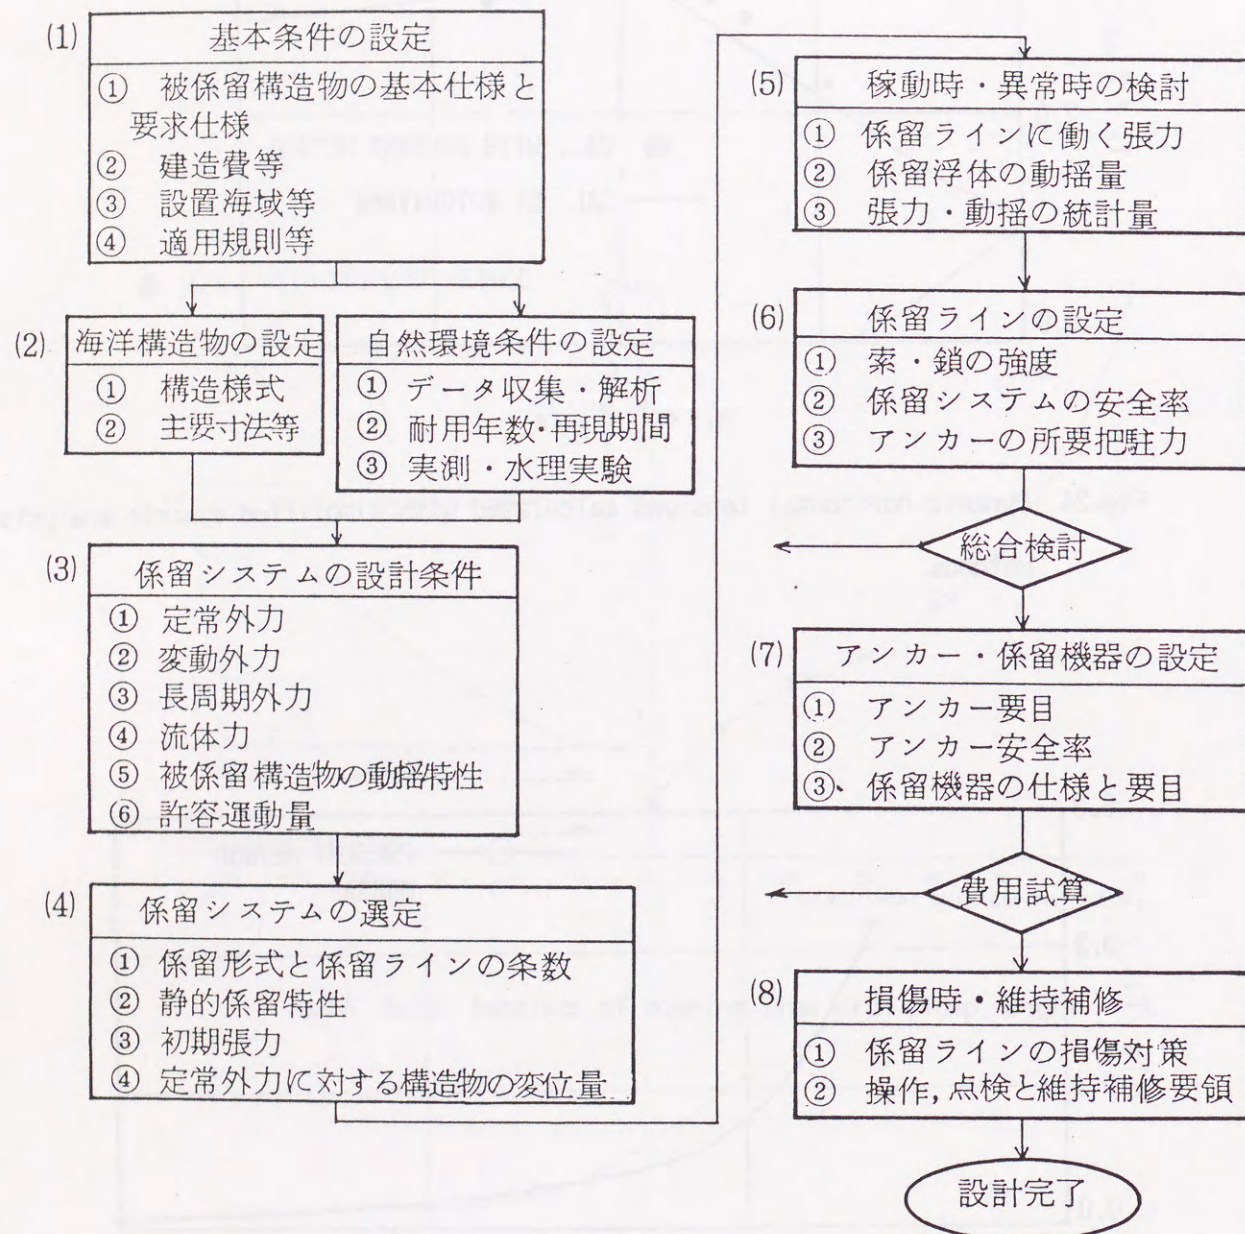 (1) 基本条件の設定
① 被係留構造物の基本仕様と
要求仕様
② 建造費等
③ 設置海域等
④ 適用規則等
(2) 海洋構造物の設定
① 構造様式
② 主要寸法等
自然環境条件の設定
① データ収集・解析
② 耐用年数・再現期間
③ 実測・水理実験
(3) 係留システムの設計条件
① 定常外力
② 変動外力
③ 長周期外力
④ 流体力
⑤ 被係留構造物の動揺特性
⑥ 許容運動量
(4) 係留システムの選定
① 係留形式と係留ラインの条数
② 静的係留特性
③ 初期張力
④ 定常外力に対する構造物の変位量
(5) 稼動時・異常時の検討
① 係留ラインに働く張力
② 係留浮体の動揺量
③ 張力・動揺の統計量
(6) 係留ラインの設定
① 索・鎖の強度
② 係留システムの安全率
③ アンカーの所要把駐力
総合検討
(7) アンカー・係留機器の設定
① アンカー要目
② アンカー安全率
③、係留機器の仕様と要目
費用試算
(8) 損傷時・維持補修
① 係留ラインの損傷対策
② 操作,点検と維持補修要領
設計完了